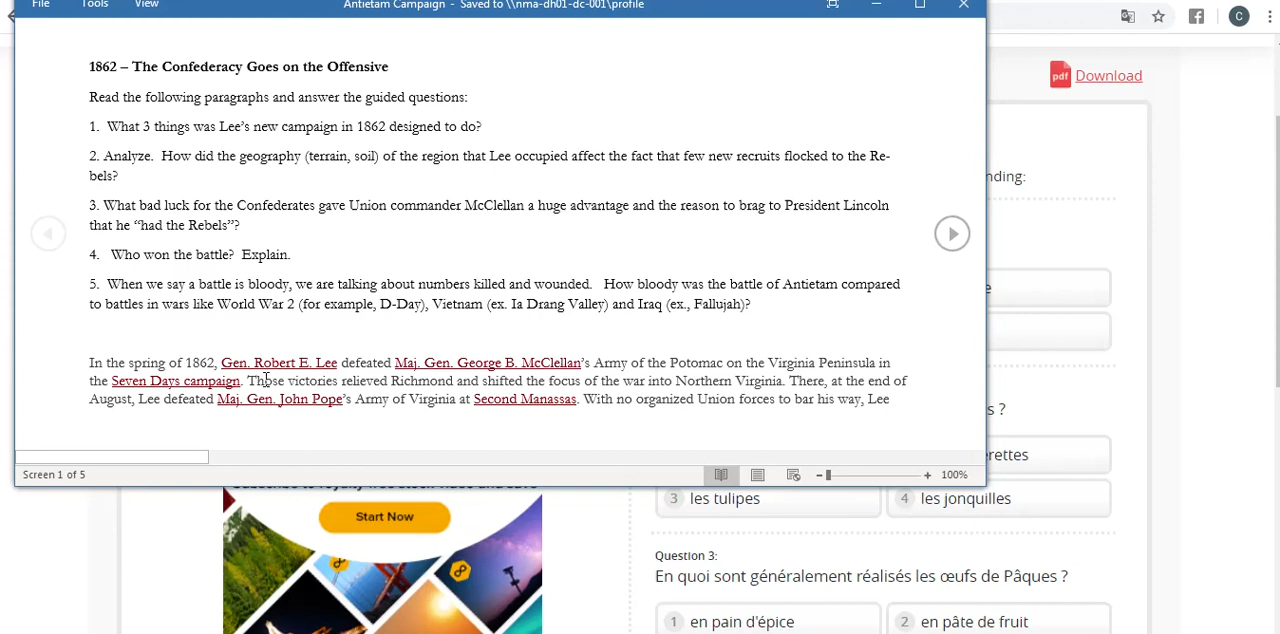 File Tools View Antietam Campaign - Saved to \\nma-dh01-dc-001\profile
1862 – The Confederacy Goes on the Offensive
Read the following paragraphs and answer the guided questions:
1. What 3 things was Lee's new campaign in 1862 designed to do?
2. Analyze. How did the geography (terrain, soil) of the region that Lee occupied affect the fact that few new recruits flocked to the Re-
bels?
3. What bad luck for the Confederates gave Union commander McClellan a huge advantage and the reason to brag to President Lincoln
that he “had the Rebels”?
4. Who won the battle? Explain.
5. When we say a battle is bloody, we are talking about numbers killed and wounded. How bloody was the battle of Antietam compared
to battles in wars like World War 2 (for example, D-Day), Vietnam (ex. Ia Drang Valley) and Iraq (ex., Fallujah)?
In the spring of 1862, Gen. Robert E. Lee defeated Maj. Gen. George B. McClellan's Army of the Potomac on the Virginia Peninsula in
the Seven Days campaign. Those victories relieved Richmond and shifted the focus of the war into Northern Virginia. There, at the end of
August, Lee defeated Maj. Gen. John Pope's Army of Virginia at Second Manassas. With no organized Union forces to bar his way, Lee
Screen 1 of 5
100%
C
pdf Download
nding:
e
s ?
erettes
3 les tulipes
4 les jonquilles
Start Now
Question 3:
En quoi sont généralement réalisés les œufs de Pâques ?
1 en pain d'épice
2 en pâte de fruit